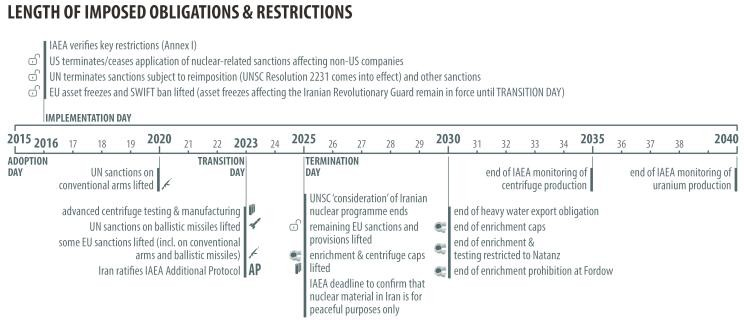 LENGTH OF IMPOSED OBLIGATIONS & RESTRICTIONS
IAEA verifies key restrictions (Annex I)
US terminates/ceases application of nuclear-related sanctions affecting non-US companies
UN terminates sanctions subject to reimposition (UNSC Resolution 2231 comes into effect) and other sanctions
EU asset freezes and SWIFT ban lifted (asset freezes affecting the Iranian Revolutionary Guard remain in force until TRANSITION DAY)
IMPLEMENTATION DAY
2015 2016 17 18 19 2020 21 22 2023 24 2025 26 27 28 29 2030 31 32 33 34 2035 36 37 38 2040
ADOPTION
DAY
UN sanctions on
conventional arms lifted
TRANSITION
DAY
advanced centrifuge testing & manufacturing
UN sanctions on ballistic missiles lifted
some EU sanctions lifted (incl. on conventional
arms and ballistic missiles)
Iran ratifies IAEA Additional Protocol AP
TERMINATION
DAY
UNSC 'consideration' of Iranian
nuclear programme ends
remaining EU sanctions and
provisions lifted
enrichment & centrifuge caps
lifted
IAEA deadline to confirm that
nuclear material in Iran is for
peaceful purposes only
end of heavy water export obligation
end of enrichment caps
end of enrichment &
testing restricted to Natanz
end of enrichment prohibition at Fordow
end of IAEA monitoring of
centrifuge production
end of IAEA monitoring of
uranium production